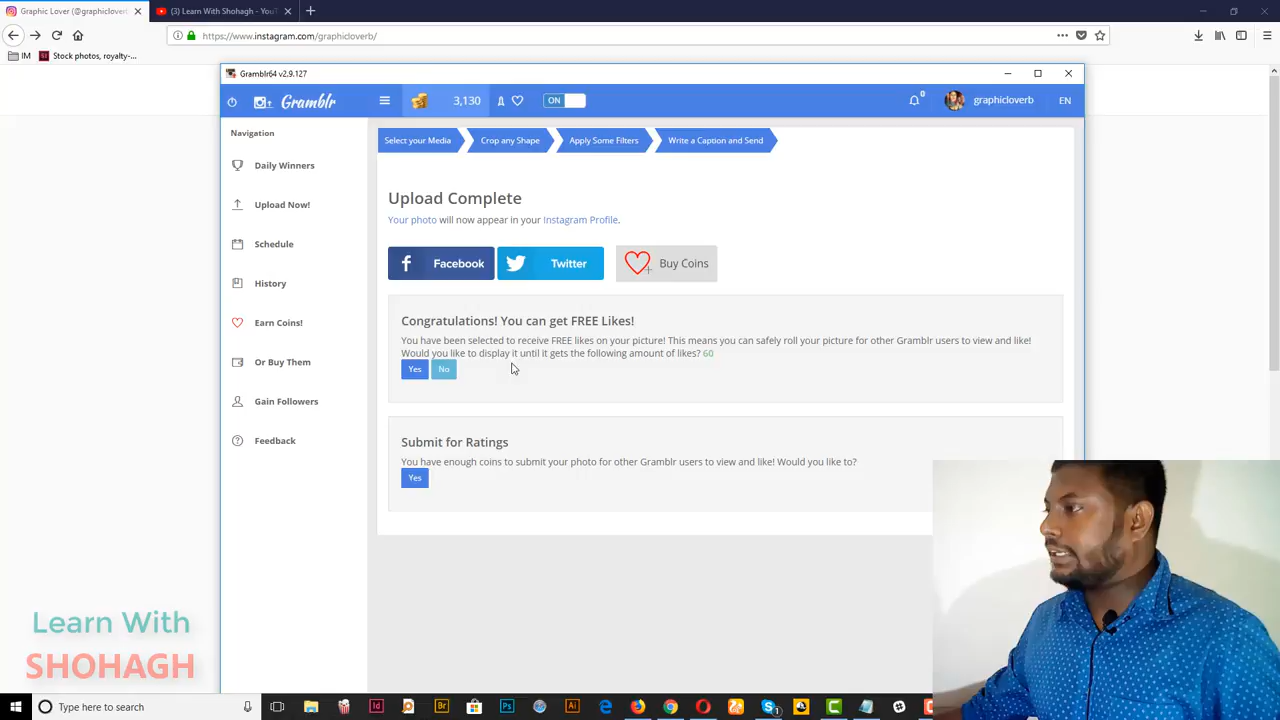 Graphic Lover (@graphicloverb)
(3) Learn With Shohagh - You
https://www.instagram.com/graphicloverb/
IM
Stock photos, royalty-...
Gramblr64 v2.9.127
Gramblr
3,130
ON
0
graphicloverb
EN
Navigation
Daily Winners
Upload Now!
Schedule
History
Earn Coins!
Or Buy Them
Gain Followers
Feedback
Select your Media
Crop any Shape
Apply Some Filters
Write a Caption and Send
Upload Complete
Your photo will now appear in your Instagram Profile.
Facebook
Twitter
Buy Coins
Congratulations! You can get FREE Likes!
You have been selected to receive FREE likes on your picture! This means you can safely roll your picture for other Gramblr users to view and like!
Would you like to display it until it gets the following amount of likes? 60
Yes
No
Submit for Ratings
You have enough coins to submit your photo for other Gramblr users to view and like! Would you like to?
Yes
Learn With
SHOHAGH
Type here to search